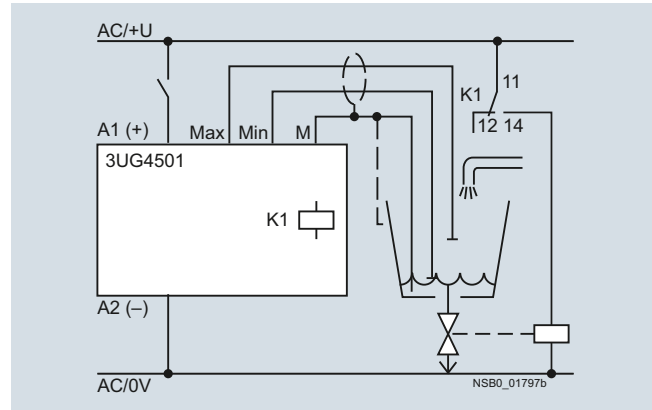 AC/+U
11
K1
12 14
A1 (+)
Max Min M
3UG4501
K1
A2 (–)
AC/0V
NSB0_01797b